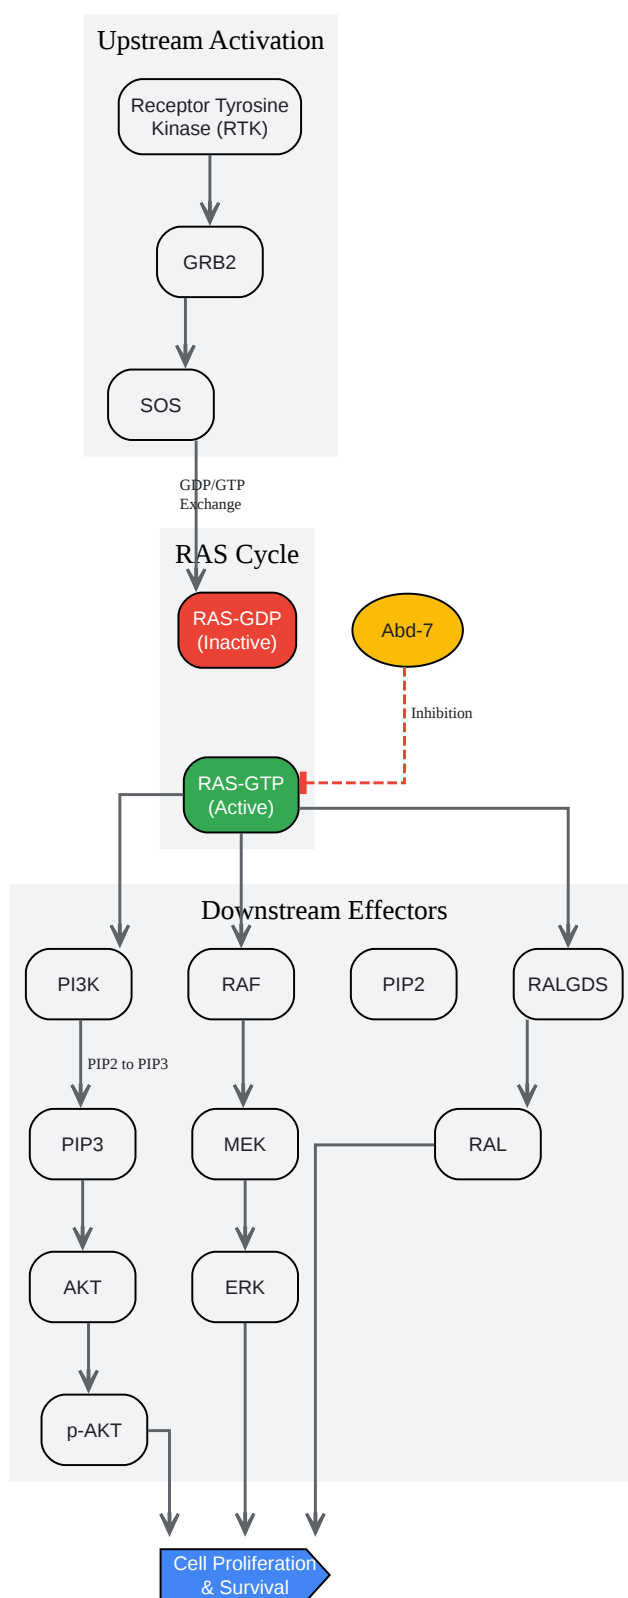 Upstream Activation
Receptor Tyrosine
Kinase (RTK)
GRB2
SOS
GDP/GTP
Exchange
RAS Cycle
RAS-GDP
(Inactive)
Abd-7
Inhibition
RAS-GTP
(Active)
Downstream Effectors
PI3K
RAF
PIP2
RALGDS
PIP2 to PIP3
PIP3
MEK
RAL
AKT
ERK
p-AKT
Cell Proliferation
& Survival